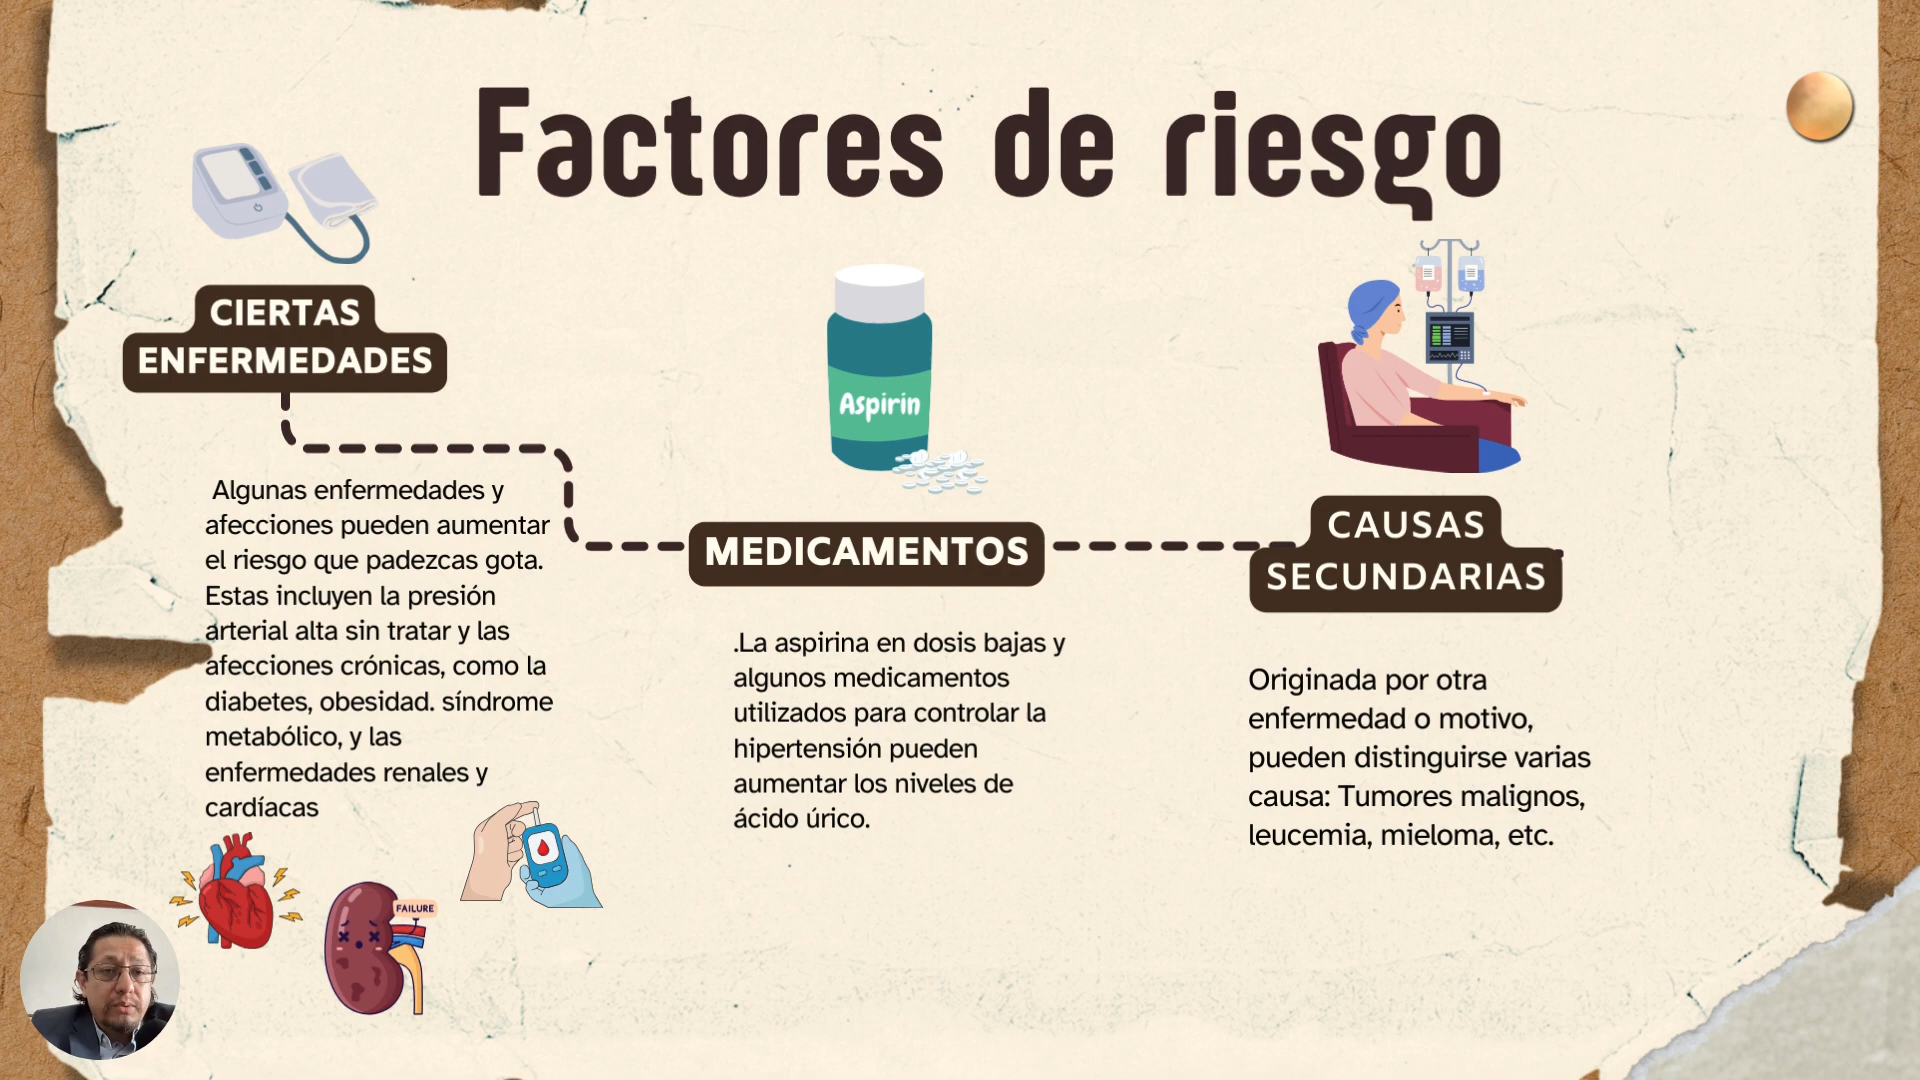 Factores de riesgo
CIERTAS
ENFERMEDADES
Algunas enfermedades y
afecciones pueden aumentar
el riesgo que padezcas gota.
Estas incluyen la presión
arterial alta sin tratar y las
afecciones crónicas, como la
diabetes, obesidad. síndrome
metabólico, y las
enfermedades renales y
cardíacas
FAILURE
Aspirin
MEDICAMENTOS
.La aspirina en dosis bajas y
algunos medicamentos
utilizados para controlar la
hipertensión pueden
aumentar los niveles de
ácido úrico.
CAUSAS
SECUNDARIAS
Originada por otra
enfermedad o motivo,
pueden distinguirse varias
causa: Tumores malignos,
leucemia, mieloma, etc.